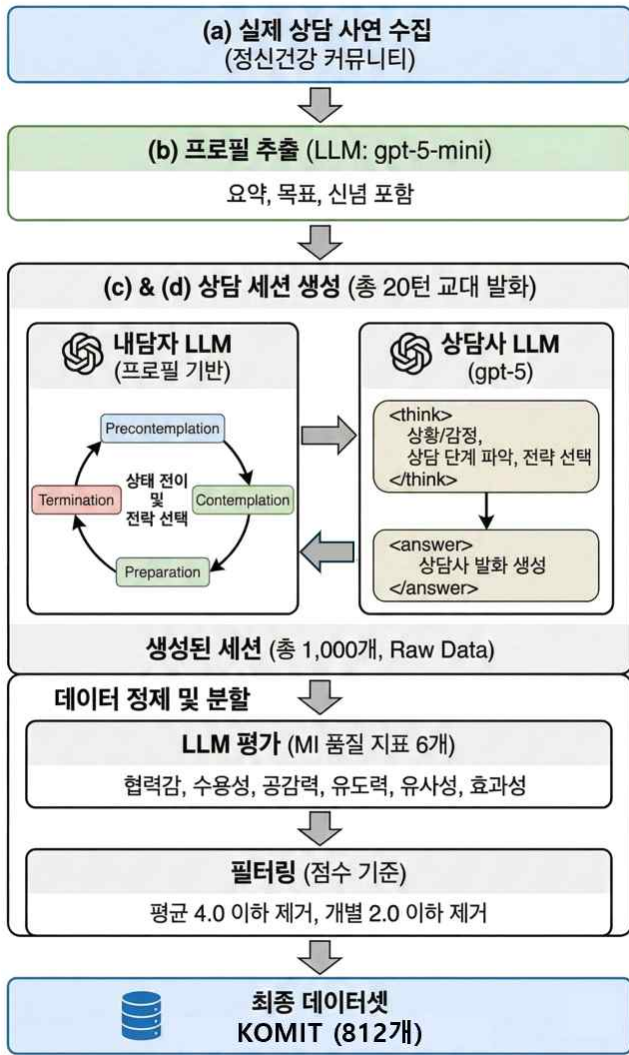 (a) 실제 상담 사연 수집
(정신건강 커뮤니티)
(b) 프로필 추출 (LLM: gpt-5-mini)
요약, 목표, 신념 포함
(c) & (d) 상담 세션 생성 (총 20턴 교대 발화)
내담자 LLM
(프로필 기반)
Precontemplation
Termination
상태 전이
및
전락 선택
Contemplation
Preparation
상담사 LLM
(gpt-5)
<think>
상황/감정,
상담 단계 파악, 전략 선택
</think>
<answer>
상담사 발화 생성
</answer>
생성된 세션 (총 1,000개, Raw Data)
데이터 정제 및 분할
LLM 평가 (MI 품질 지표 6개)
협력감, 수용성, 공감력, 유도력, 유사성, 효과성
필터링 (점수 기준)
평균 4.0 이하 제거, 개별 2.0 이하 제거
최종 데이터셋
KOMIT (812개)